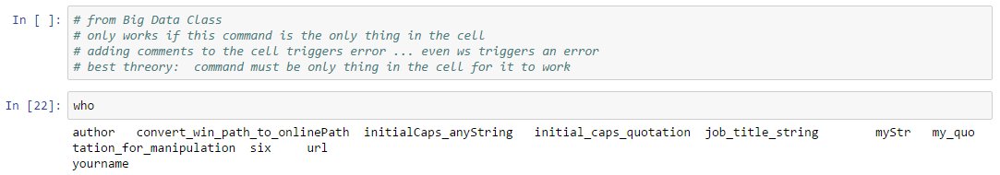 In [ ]: # from Big Data Class
# only works if this command is the only thing in the cell
# adding comments to the cell triggers error ... even ws triggers an error
# best threory:  command must be only thing in the cell for it to work
In [22]: who
author   convert_win_path_to_onlinePath  initialCaps_anyString   initial_caps_quotation  job_title_string        myStr   my_quo
tation_for_manipulation  six     url
yourname